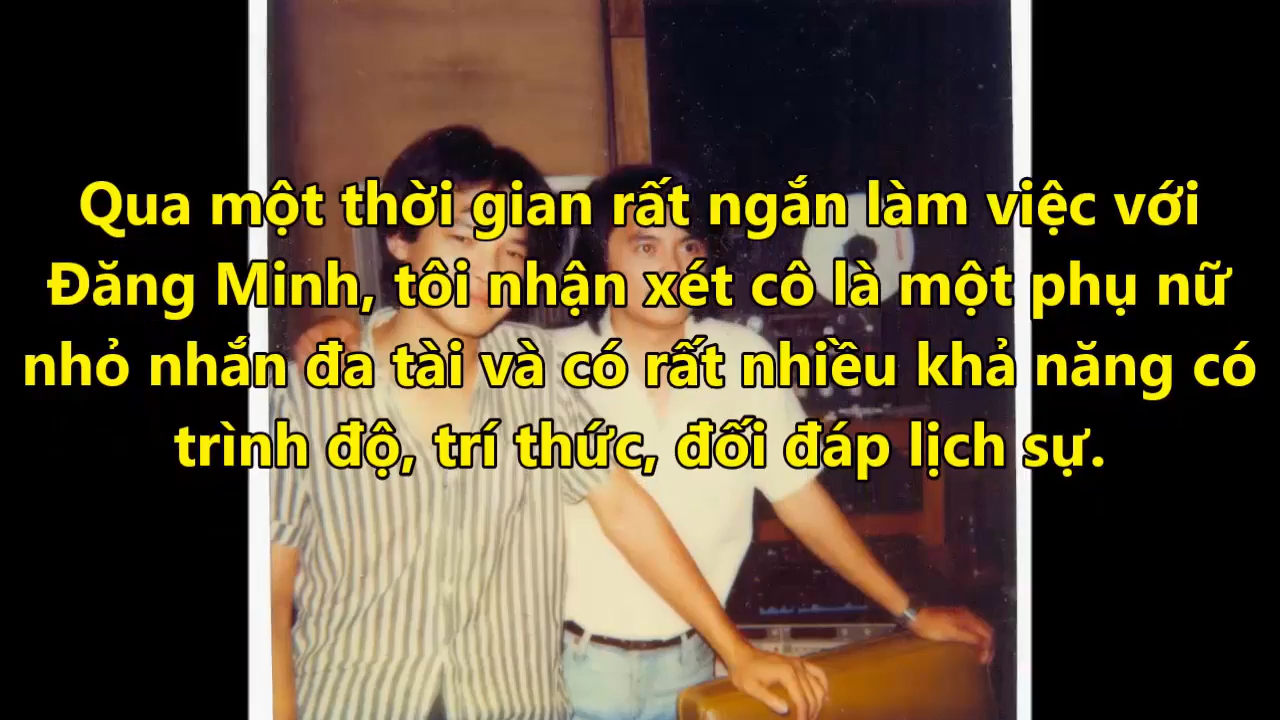 Qua một thời gian rất ngắn làm việc với
Đăng Minh, tôi nhận xét cô là một phụ nữ
nhỏ nhắn đa tài và có rất nhiều khả năng có
trình độ, trí thức, đối đáp lịch sự.